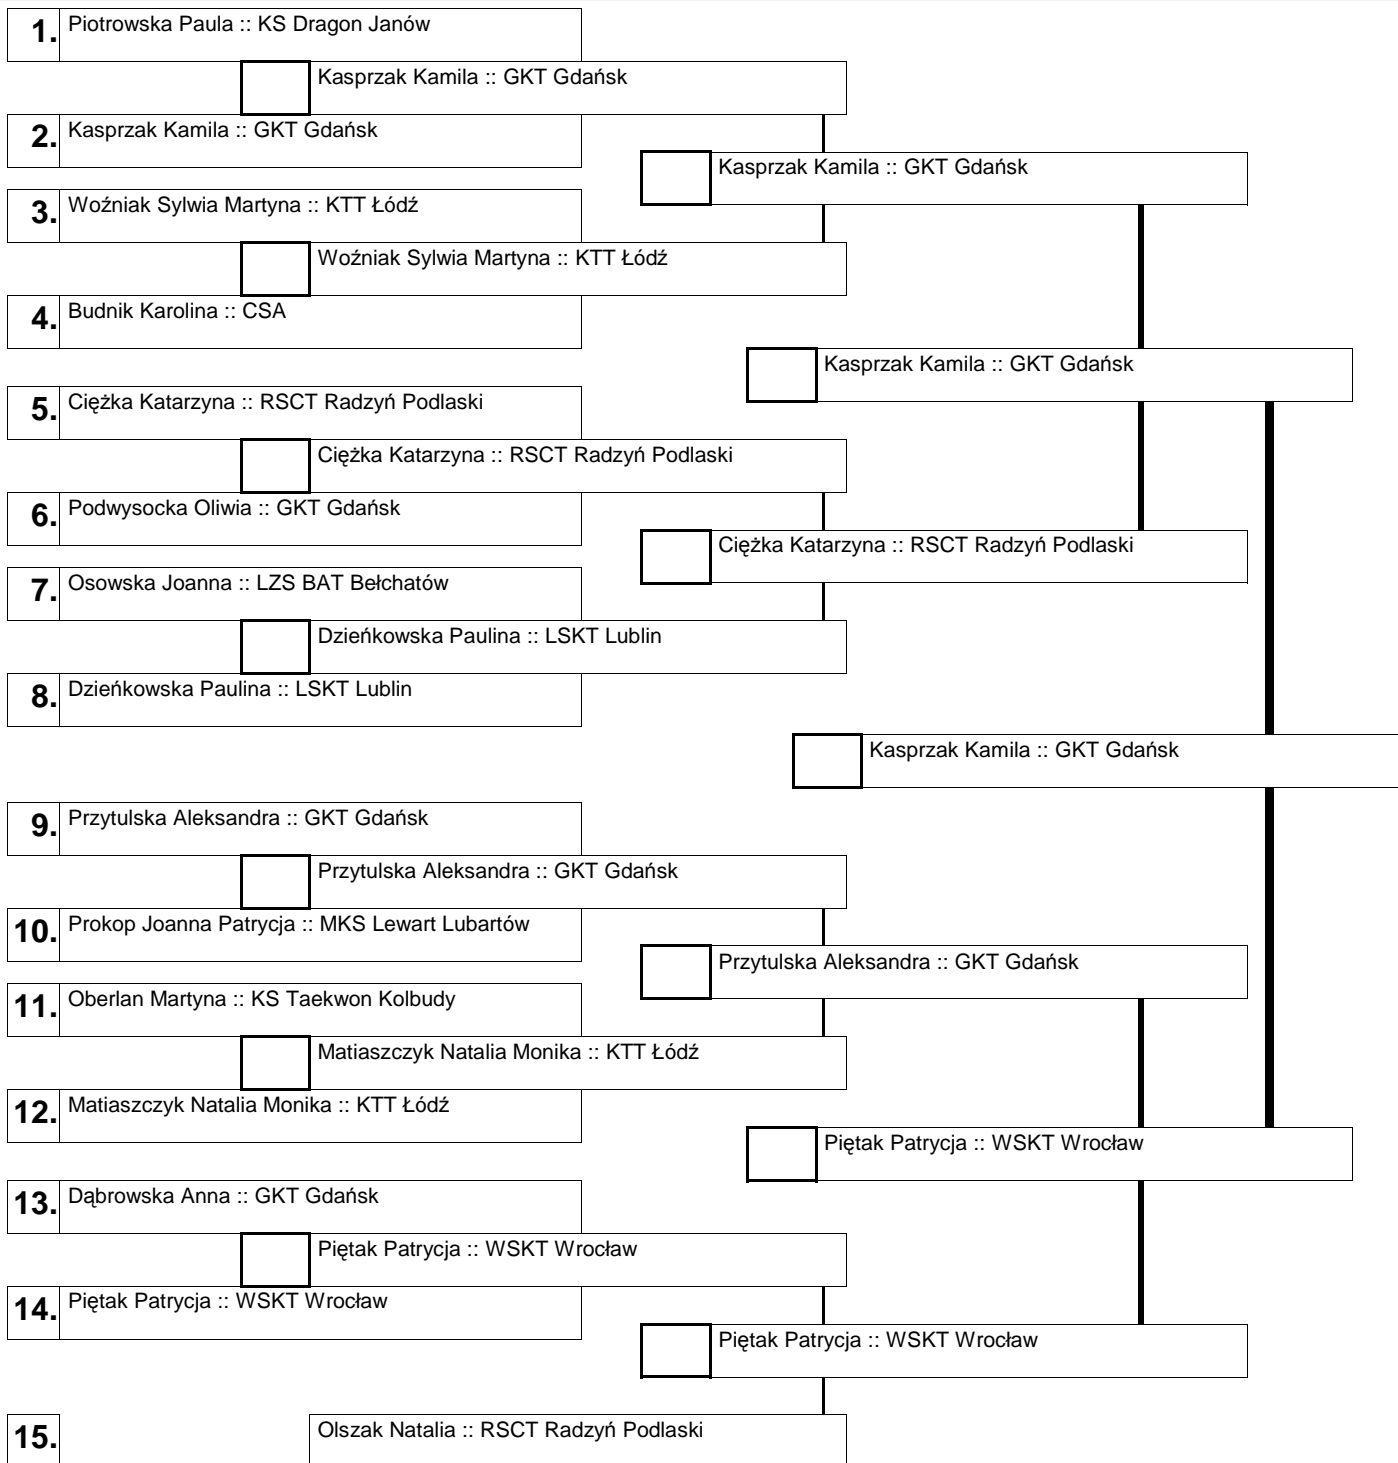 1. Piotrowska Paula :: KS Dragon Janów
Kasprzak Kamila :: GKT Gdańsk
2. Kasprzak Kamila :: GKT Gdańsk
Kasprzak Kamila :: GKT Gdańsk
3. Woźniak Sylwia Martyna :: KTT Łódź
Woźniak Sylwia Martyna :: KTT Łódź
4. Budnik Karolina :: CSA
Kasprzak Kamila :: GKT Gdańsk
5. Ciężka Katarzyna :: RSCT Radzyń Podlaski
Ciężka Katarzyna :: RSCT Radzyń Podlaski
6. Podwysocka Oliwia :: GKT Gdańsk
Ciężka Katarzyna :: RSCT Radzyń Podlaski
7. Osowska Joanna :: LZS BAT Bełchatów
Dzieńkowska Paulina :: LSKT Lublin
8. Dzieńkowska Paulina :: LSKT Lublin
Kasprzak Kamila :: GKT Gdańsk
9. Przytulska Aleksandra :: GKT Gdańsk
Przytulska Aleksandra :: GKT Gdańsk
10. Prokop Joanna Patrycja :: MKS Lewart Lubartów
Przytulska Aleksandra :: GKT Gdańsk
11. Oberlan Martyna :: KS Taekwon Kolbudy
Matiaszczyk Natalia Monika :: KTT Łódź
12. Matiaszczyk Natalia Monika :: KTT Łódź
Piętak Patrycja :: WSKT Wrocław
13. Dąbrowska Anna :: GKT Gdańsk
Piętak Patrycja :: WSKT Wrocław
14. Piętak Patrycja :: WSKT Wrocław
Piętak Patrycja :: WSKT Wrocław
15. Olszak Natalia :: RSCT Radzyń Podlaski